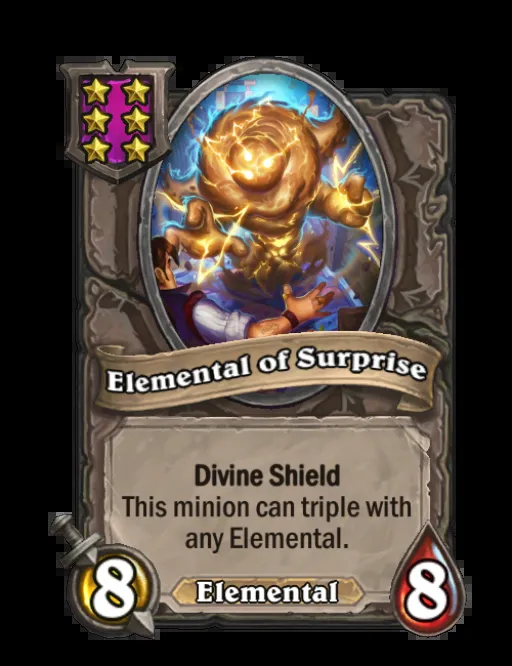 Elemental of Surprise
Divine Shield
This minion can triple with
any Elemental.
8
Elemental
8